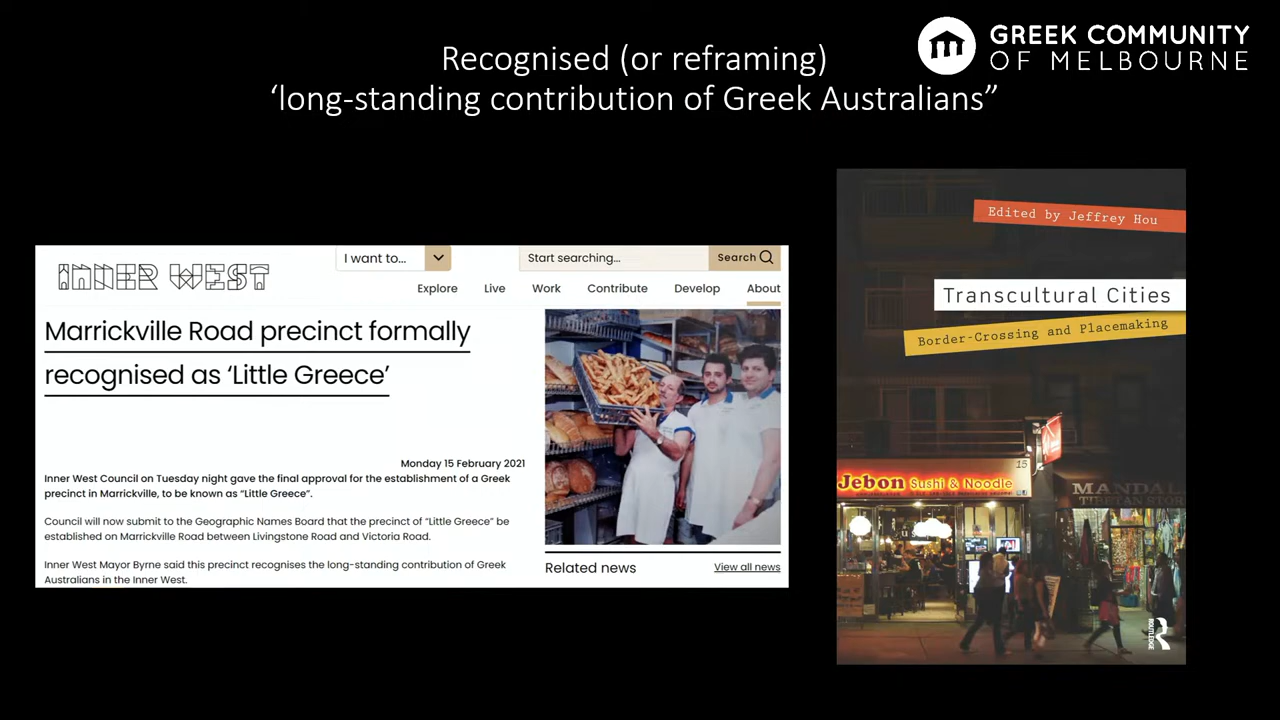 Recognised (or reframing)
‘long-standing contribution of Greek Australians”
GREEK COMMUNITY
OF MELBOURNE
INNER WEST
I want to...
Start searching...
Search
Explore
Live
Work
Contribute
Develop
About
Marrickville Road precinct formally
recognised as ‘Little Greece’
Monday 15 February 2021
Inner West Council on Tuesday night gave the final approval for the establishment of a Greek
precinct in Marrickville, to be known as “Little Greece”.
Council will now submit to the Geographic Names Board that the precinct of “Little Greece” be
established on Marrickville Road between Livingstone Road and Victoria Road.
Inner West Mayor Byrne said this precinct recognises the long-standing contribution of Greek
Australians in the Inner West.
Related news
View all news
Edited by Jeffrey Hou
Transcultural Cities
Border-Crossing and Placemaking
15
Jebon Sushi & Noodle
MANDAL
TIBETAN STOR
ROUTLEDGE